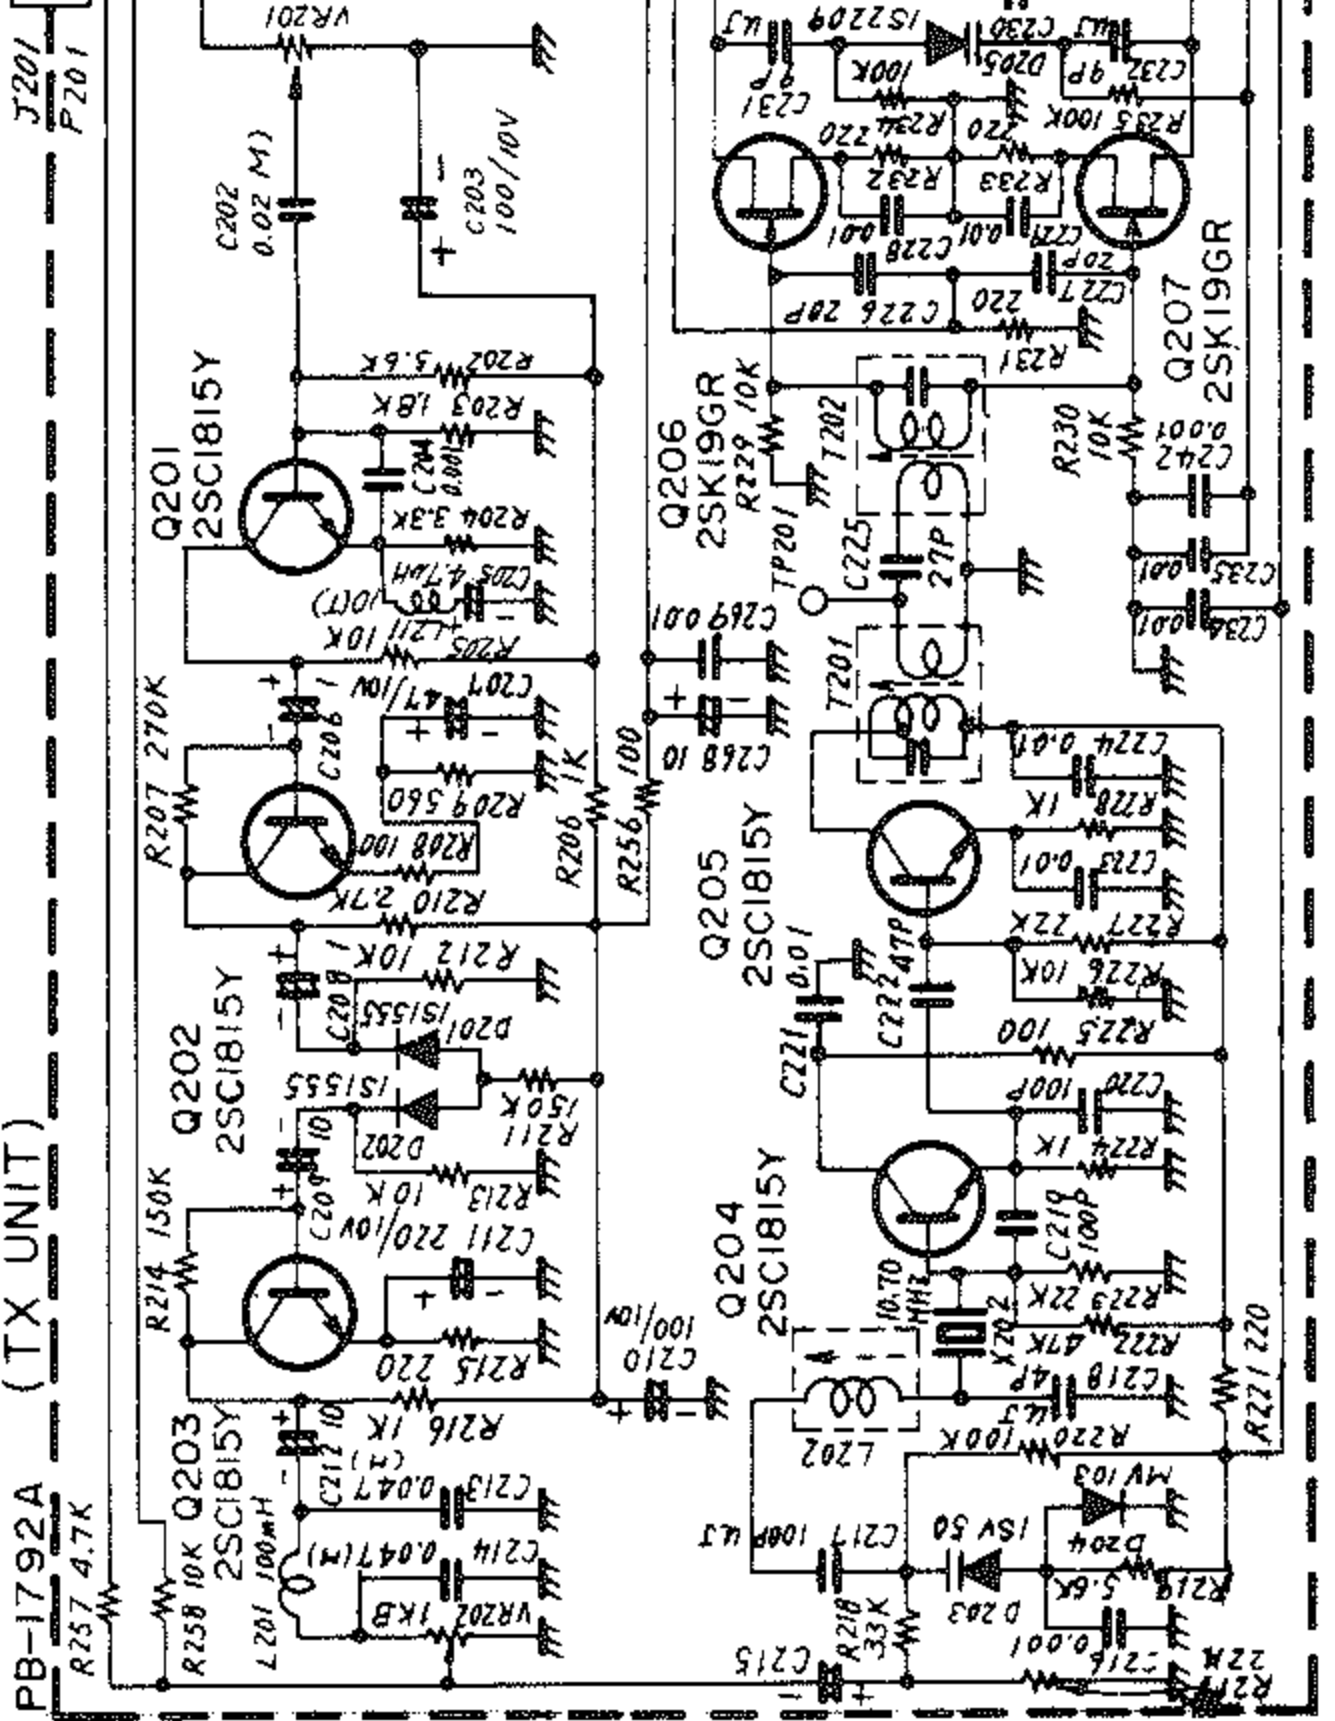 PB-1792A (TX UNIT)
J201
P201
VR201
C202
0.02 M)
C203
100/10V
+
-
Q201
2SC1815Y
R202
5.6K
R203
1.8K
C204
0.001
R204 3.3K
C205 4.7µH
10(T)
L211
R205
10K
C206 1
C207
47/10V
R207 270K
R209 560
R208 100
R210
2.7K
R206 1K
R256 100
C268 10
C269 0.01
Q202
2SC1815Y
C208 1
R212
10K
D201
1S1555
D202
1S1555
R211
150K
C209 10
R213
10K
R214 150K
C211 220/10V
R215
220
R216
1K
C210
100/10V
Q203
2SC1815Y
C212 10
(M)
C213
0.047
C214
0.047(M)
L201 100mH
VR202
1KB
R257 4.7K
R258 10K
C215
R218
33K
C216
0.001
R219
5.6K
D203
1SV50
D204
MV103
C217
100P UJ
R220
100K
L202
C218
4P
UJ
X202
10.70
MHz
R222
47K
R223
22K
C219
100P
R221 220
Q204
2SC1815Y
R224
1K
C220
100P
C221
0.01
R225
100
C222 47P
R226
10K
R227
22K
Q205
2SC1815Y
C223
0.01
R228
1K
C224
0.01
T201
TP201
C225
27P
T202
Q206
2SK19GR
R229 10K
R230
10K
C234
0.01
C235
0.01
C242
0.001
Q207
2SK19GR
R231
220
C226 20P
C227
20P
C228
0.01
C229
0.01
R232
220
R233
220
R234
100K
R235
100K
C231
9P
UJ
1S2209
D205
C230
C232
9P
UJ